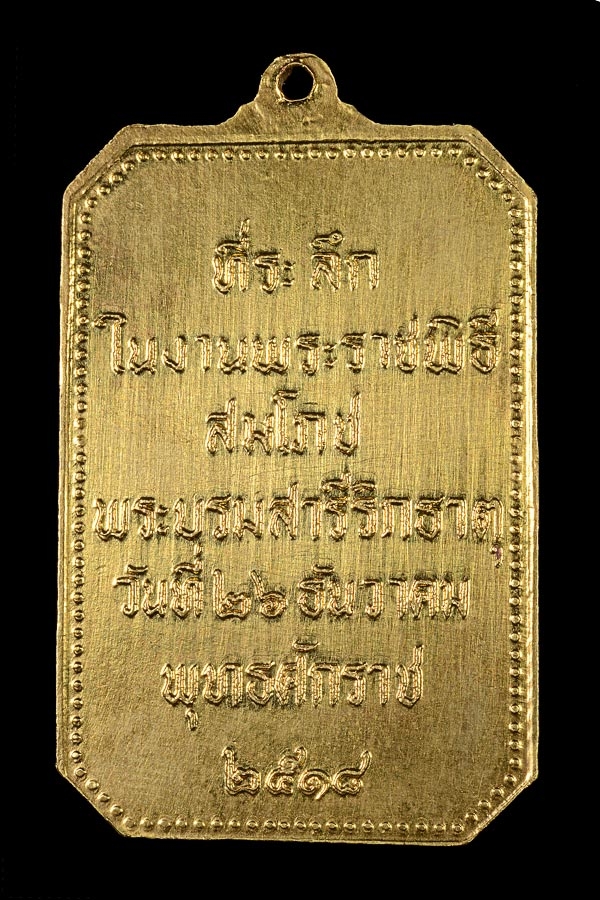 ที่ระลึก
ในงานพระราชพิธี
สมโภช
พระบรมสารีริกธาตุ
วันที่ ๒๖ ธันวาคม
พุทธศักราช
๒๕๑๘